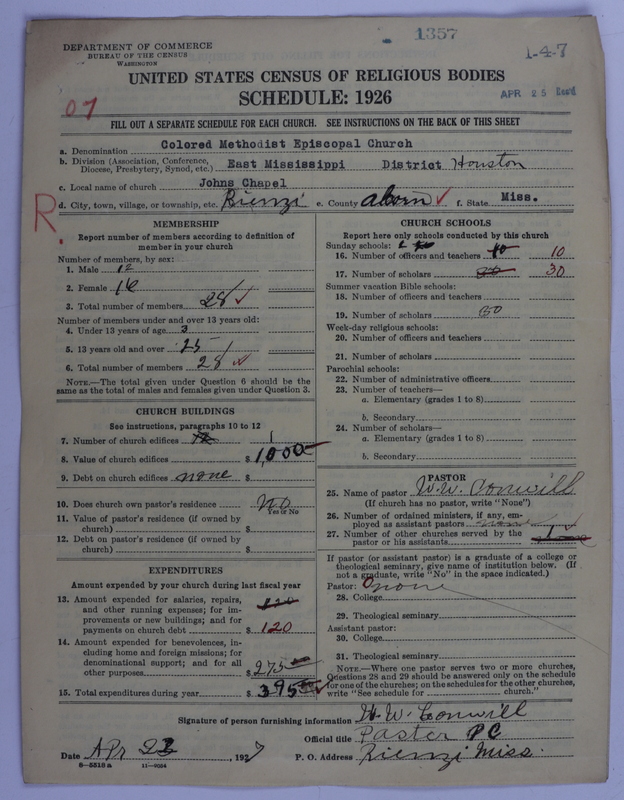 1357
DEPARTMENT OF COMMERCE
BUREAU OF THE CENSUS
WASHINGTON
1-4-7
UNITED STATES CENSUS OF RELIGIOUS BODIES
SCHEDULE: 1926
APR 25 Rec'd
07
FILL OUT A SEPARATE SCHEDULE FOR EACH CHURCH. SEE INSTRUCTIONS ON THE BACK OF THIS SHEET
a. Denomination Colored Methodist Episcopal Church
b. Division (Association, Conference, Diocese, Presbytery, Synod, etc.) East Mississippi District Houston
c. Local name of church Johns Chapel
d. City, town, village, or township, etc. Rienzi e. County Alcorn f. State Miss.
R.
MEMBERSHIP
Report number of members according to definition of
member in your church
Number of members, by sex:
1. Male 12
2. Female 16
3. Total number of members 28
Number of members under and over 13 years old:
4. Under 13 years of age 3
5. 13 years old and over 25
6. Total number of members 28
NOTE.—The total given under Question 6 should be the
same as the total of males and females given under Question 3.
CHURCH BUILDINGS
See instructions, paragraphs 10 to 12
7. Number of church edifices 1
8. Value of church edifices $ 1,000
9. Debt on church edifices none
10. Does church own pastor's residence No
Yes or No
11. Value of pastor's residence (if owned by
church) $
12. Debt on pastor's residence (if owned by
church) $
EXPENDITURES
Amount expended by your church during last fiscal year
13. Amount expended for salaries, repairs,
and other running expenses; for im-
provements or new buildings; and for
payments on church debt $ 120
14. Amount expended for benevolences, in-
cluding home and foreign missions; for
denominational support; and for all
other purposes $ 275
15. Total expenditures during year $ 395
CHURCH SCHOOLS
Report here only schools conducted by this church
Sunday schools:
16. Number of officers and teachers 10 10
17. Number of scholars 30 30
Summer vacation Bible schools:
18. Number of officers and teachers
19. Number of scholars
Week-day religious schools:
20. Number of officers and teachers
21. Number of scholars
Parochial schools:
22. Number of administrative officers
23. Number of teachers—
a. Elementary (grades 1 to 8)
b. Secondary
24. Number of scholars—
a. Elementary (grades 1 to 8)
b. Secondary
PASTOR
25. Name of pastor W. W. Conwill
(If church has no pastor, write "None")
26. Number of ordained ministers, if any, em-
ployed as assistant pastors none
27. Number of other churches served by the
pastor or his assistants
If pastor (or assistant pastor) is a graduate of a college or
theological seminary, give name of institution below. (If
not a graduate, write "No" in the space indicated.)
Pastor: none
28. College
29. Theological seminary
Assistant pastor:
30. College
31. Theological seminary
NOTE.—Where one pastor serves two or more churches,
Questions 28 and 29 should be answered only on the schedule
for one of the churches; on the schedules for the other churches,
write "See schedule for church."
Signature of person furnishing information W. W. Conwill
Official title Paster PC
Date Apr 23, 1927 P. O. Address Rienzi Miss.
8-5518 a 11-9054